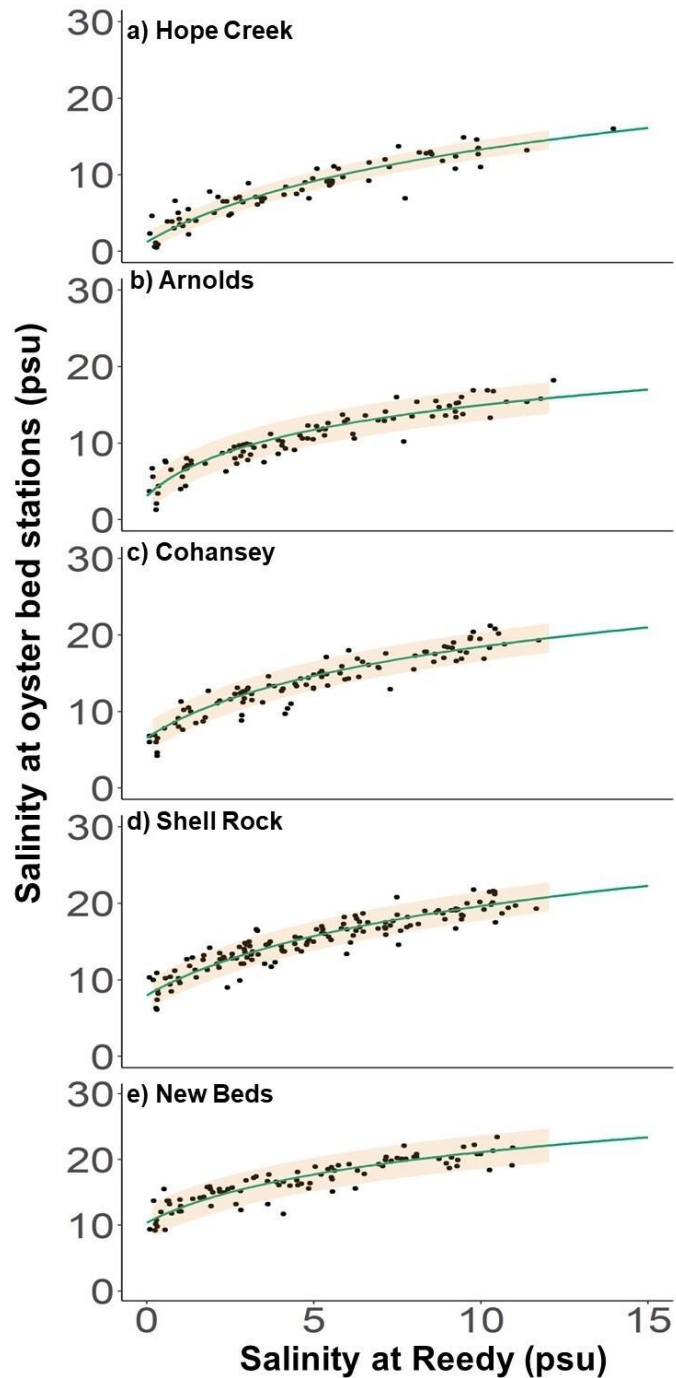 Salinity at oyster bed stations (psu)
a) Hope Creek
30
20
10
0
b) Arnolds
30
20
10
0
c) Cohansey
30
20
10
0
d) Shell Rock
30
20
10
0
e) New Beds
30
20
10
0
0 5 10 15
Salinity at Reedy (psu)